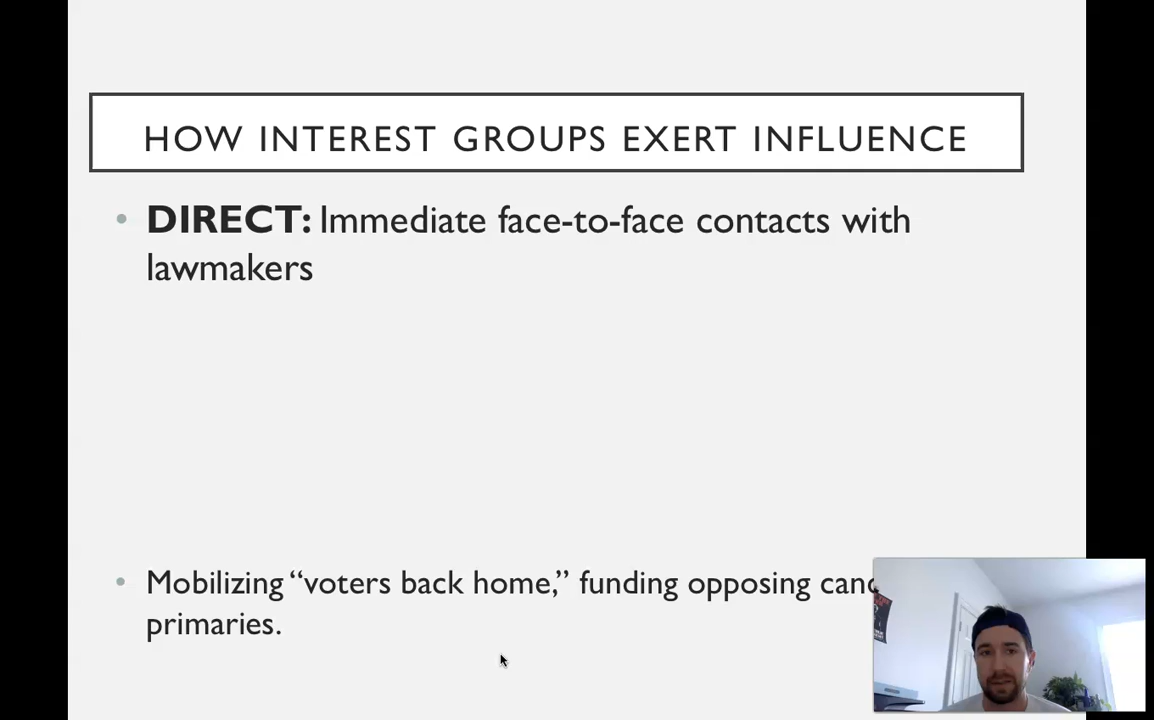 HOW INTEREST GROUPS EXERT INFLUENCE
• DIRECT: Immediate face-to-face contacts with
lawmakers
• Mobilizing “voters back home,” funding opposing
primaries.